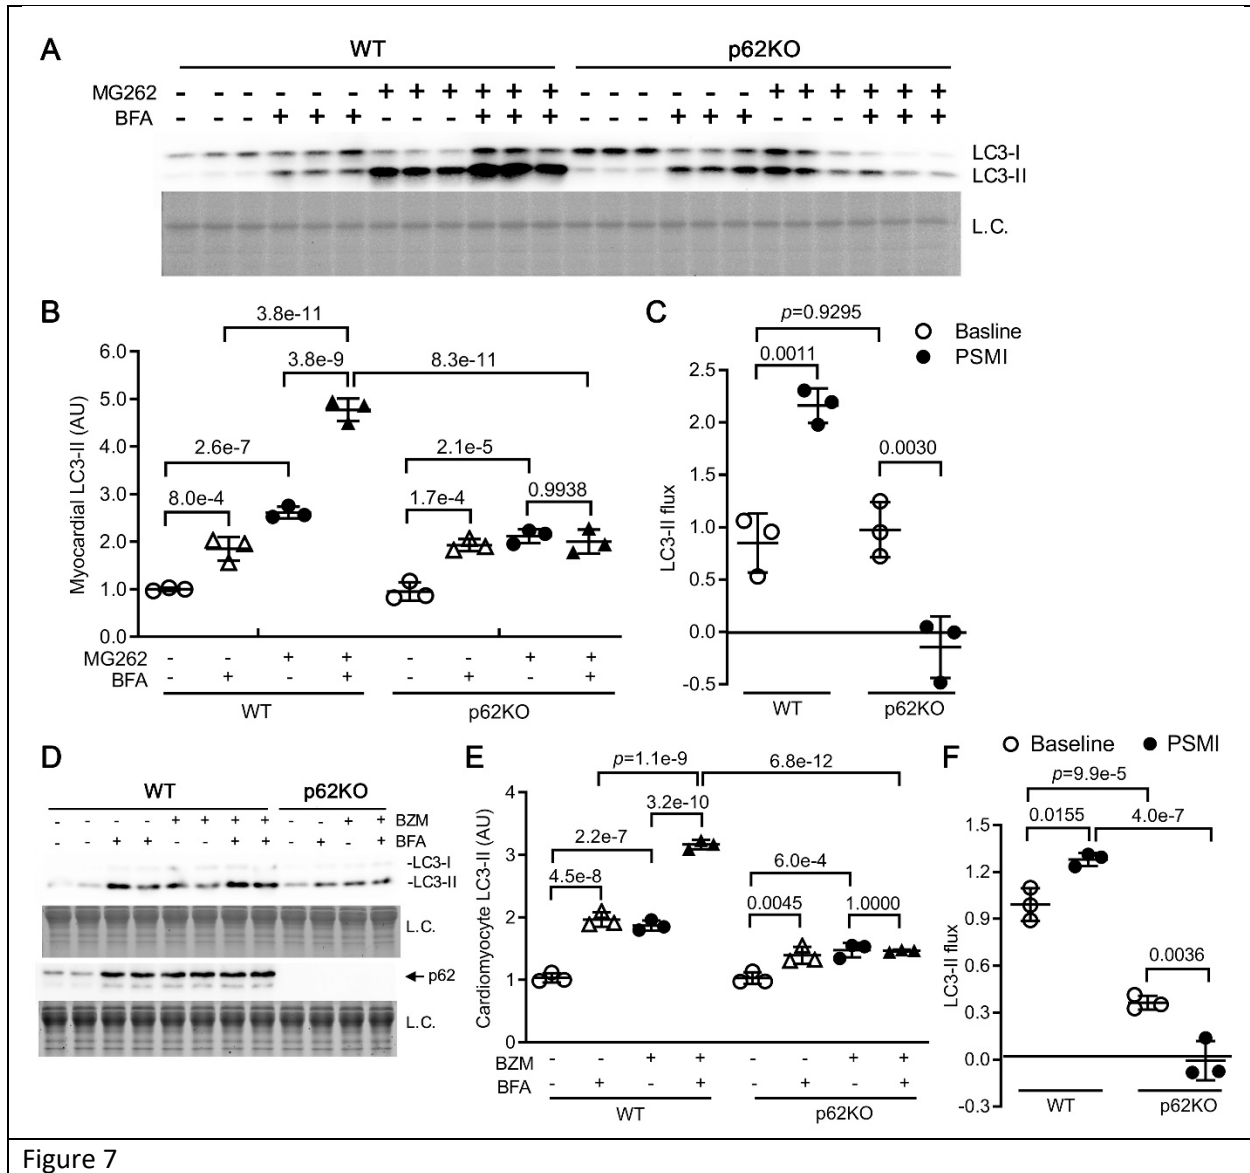 A
WT p62KO
MG262 - - - - - - + + + + + + - - - - - - + + + + + +
BFA - - - + + + - - - + + + - - - + + + - - - + + +
LC3-I
LC3-II
L.C.
B
3.8e-11
3.8e-9 8.3e-11
2.6e-7 2.1e-5
8.0e-4 1.7e-4 0.9938
Myocardial LC3-II (AU)
6.0
5.0
4.0
3.0
2.0
1.0
0.0
MG262 - - + + - - + +
BFA - + - + - + - +
WT p62KO
C
p=0.9295
Basline
PSMI
0.0011
0.0030
LC3-II flux
2.5
2.0
1.5
1.0
0.5
0.0
-0.5
WT p62KO
D
WT p62KO
- - - - + + + + - - + + BZM
- - + + - - + + - + - + BFA
-LC3-I
-LC3-II
L.C.
p62
L.C.
E
p=1.1e-9 6.8e-12
3.2e-10
2.2e-7 6.0e-4
4.5e-8 0.0045 1.0000
Cardiomyocyte LC3-II (AU)
4
3
2
1
0
BZM - - + + - - + +
BFA - + - + - + - +
WT p62KO
Baseline PSMI
F
p=9.9e-5
0.0155 4.0e-7
0.0036
LC3-II flux
1.5
1.2
0.9
0.6
0.3
0.0
-0.3
WT p62KO
Figure 7